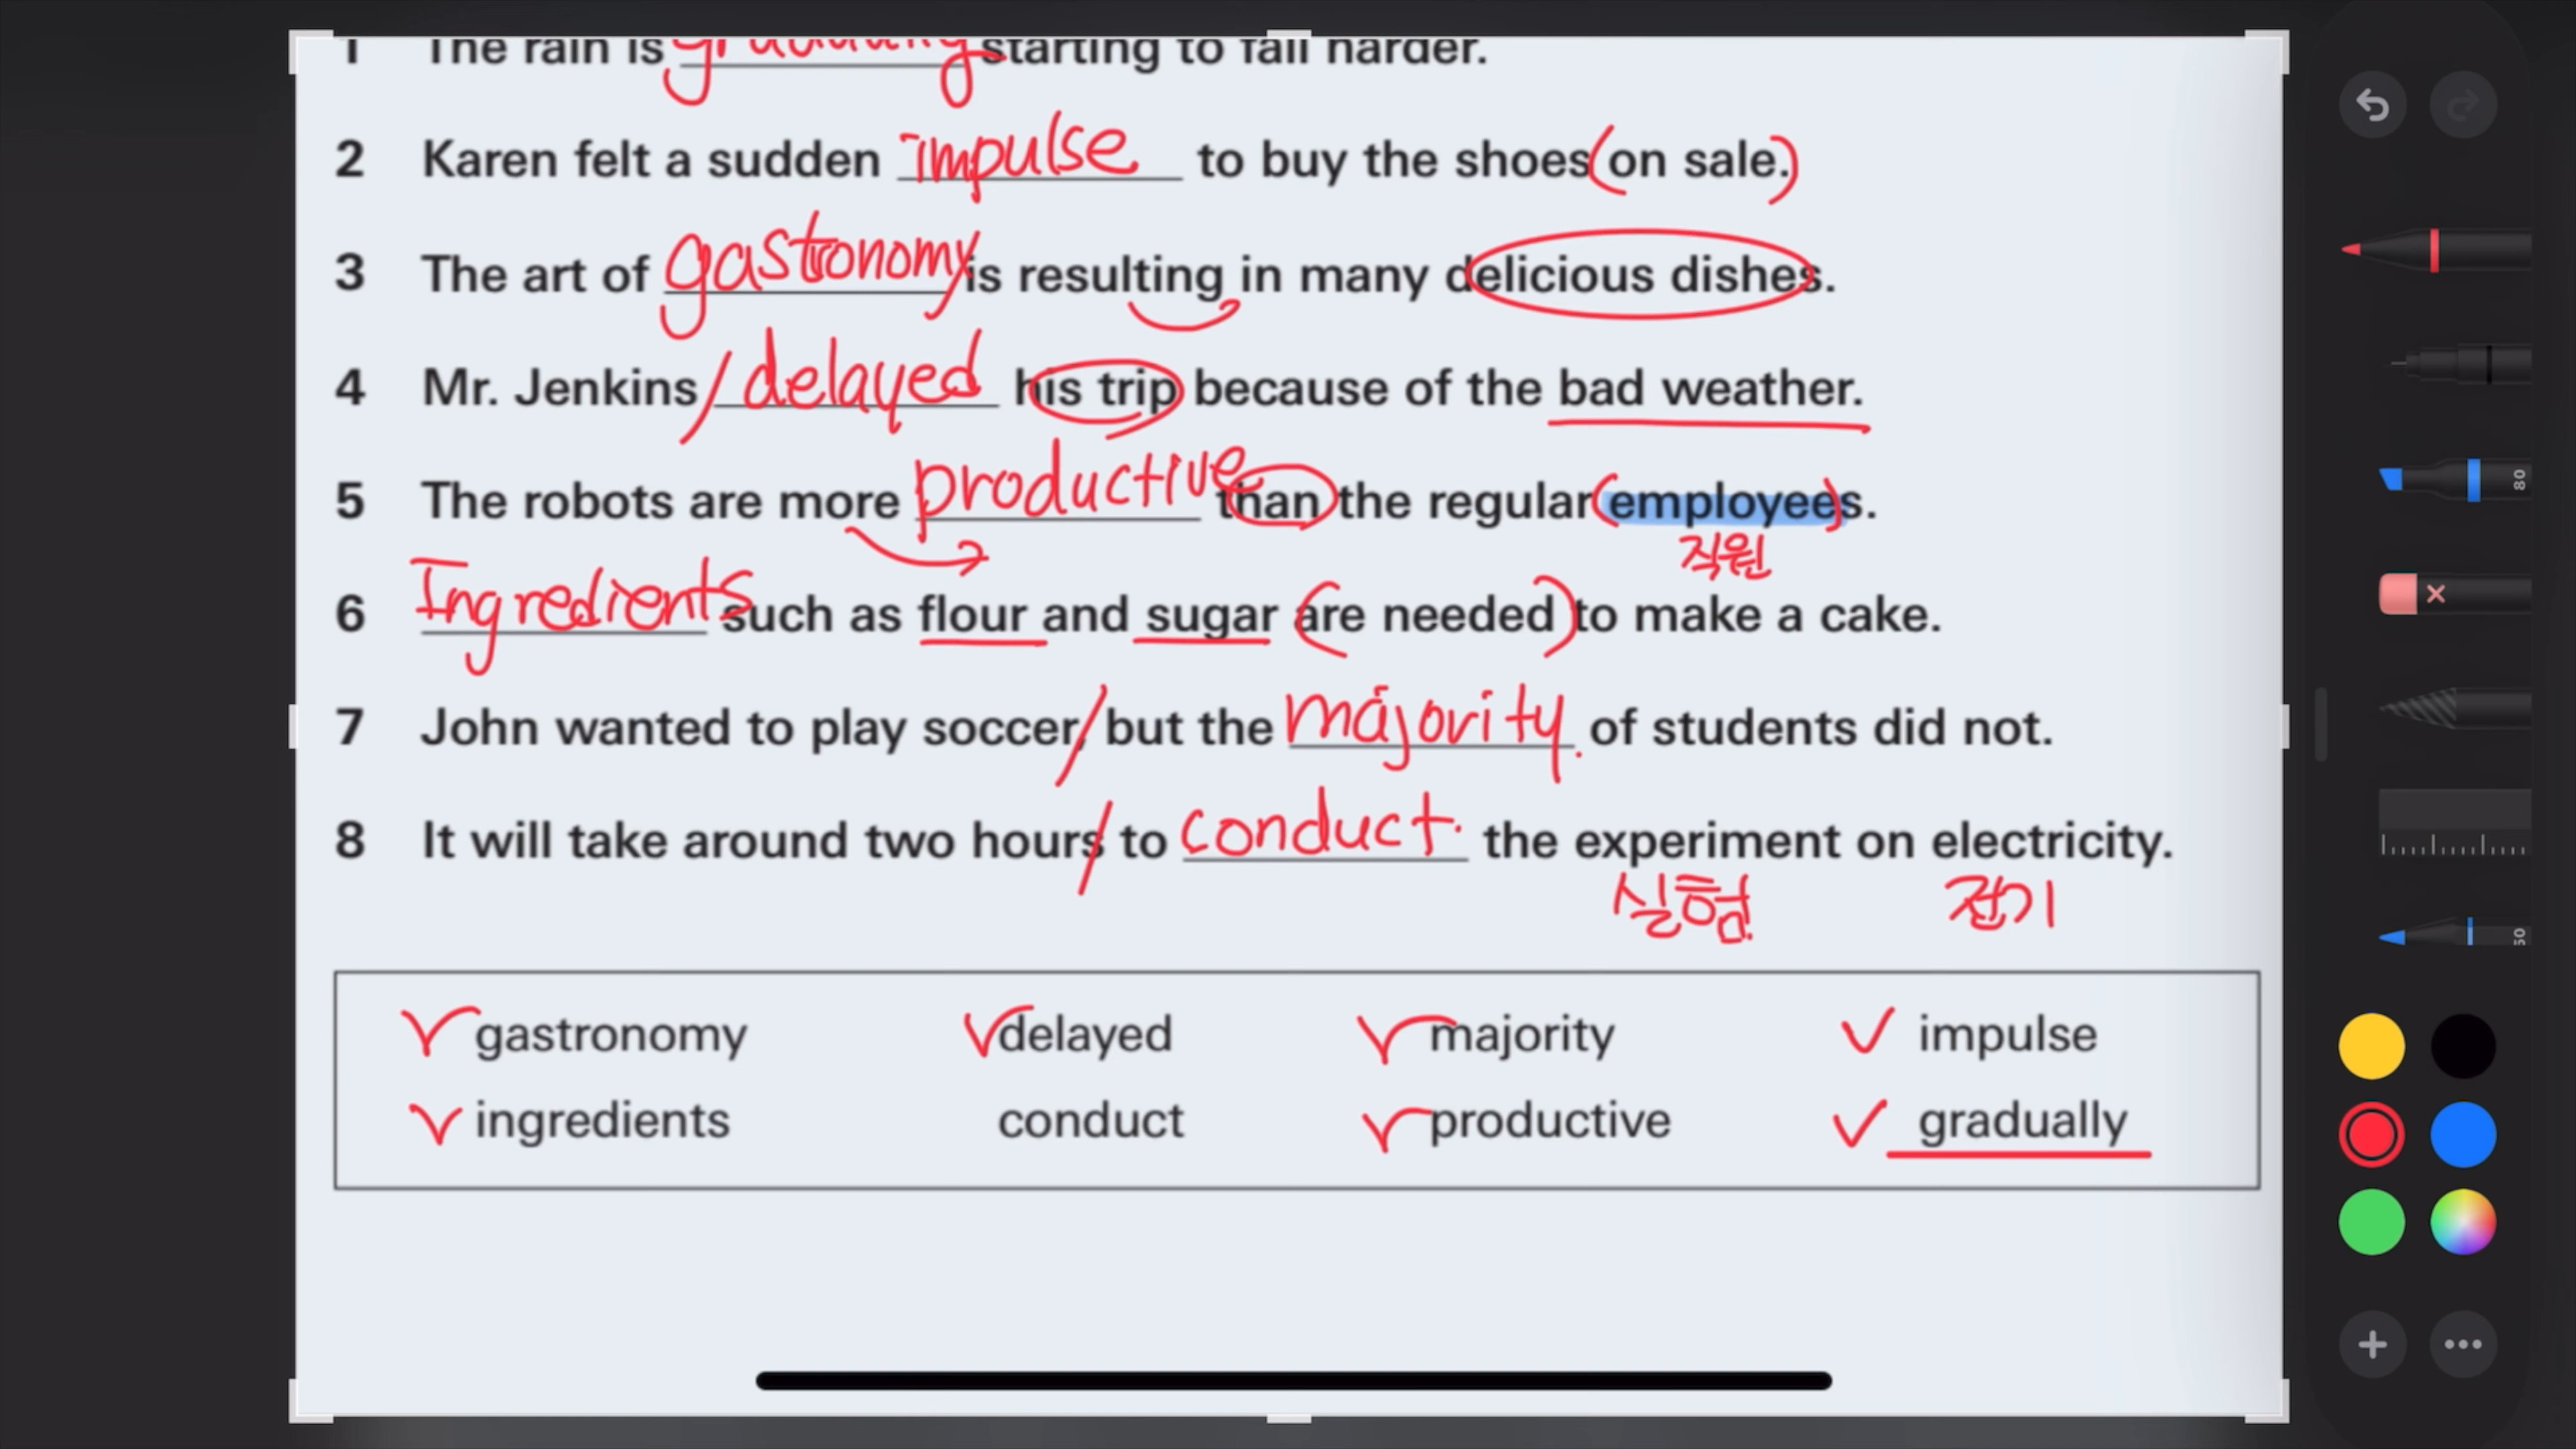 1 The rain is gradually starting to fall harder.
2 Karen felt a sudden impulse to buy the shoes (on sale.)
3 The art of gastronomy is resulting in many delicious dishes.
4 Mr. Jenkins / delayed his trip because of the bad weather.
5 The robots are more productive than the regular (employees).
직원
6 Ingredients such as flour and sugar (are needed) to make a cake.
7 John wanted to play soccer, / but the majority. of students did not.
8 It will take around two hours / to conduct. the experiment on electricity.
실험. 전기
gastronomy delayed majority impulse
ingredients conduct productive gradually
80
50